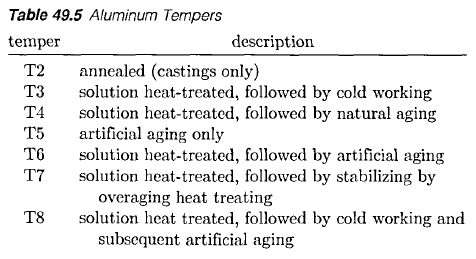 Table 49.5 Aluminum Tempers
temper description
T2 annealed (castings only)
T3 solution heat-treated, followed by cold working
T4 solution heat-treated, followed by natural aging
T5 artificial aging only
T6 solution heat-treated, followed by artificial aging
T7 solution heat-treated, followed by stabilizing by
overaging heat treating
T8 solution heat treated, followed by cold working and
subsequent artificial aging